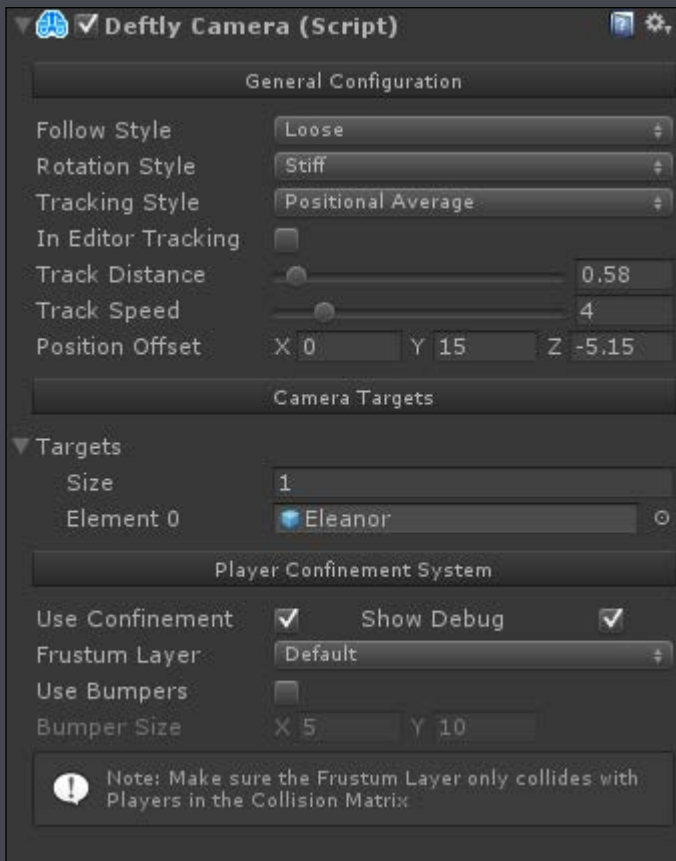 Deftly Camera (Script)
General Configuration
Follow Style Loose
Rotation Style Stiff
Tracking Style Positional Average
In Editor Tracking
Track Distance 0.58
Track Speed 4
Position Offset X 0 Y 15 Z -5.15
Camera Targets
Targets
Size 1
Element 0 Eleanor
Player Confinement System
Use Confinement Show Debug
Frustum Layer Default
Use Bumpers
Bumper Size X 5 Y 10
Note: Make sure the Frustum Layer only collides with
Players in the Collision Matrix